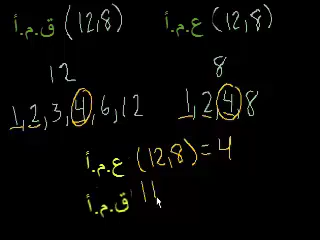 ق.م.أ (12,8) ع.م.أ (12,8)
12 8
1,2,3,4,6,12 1,2,4,8
ع.م.أ (12,8) = 4
ق.م.أ 11